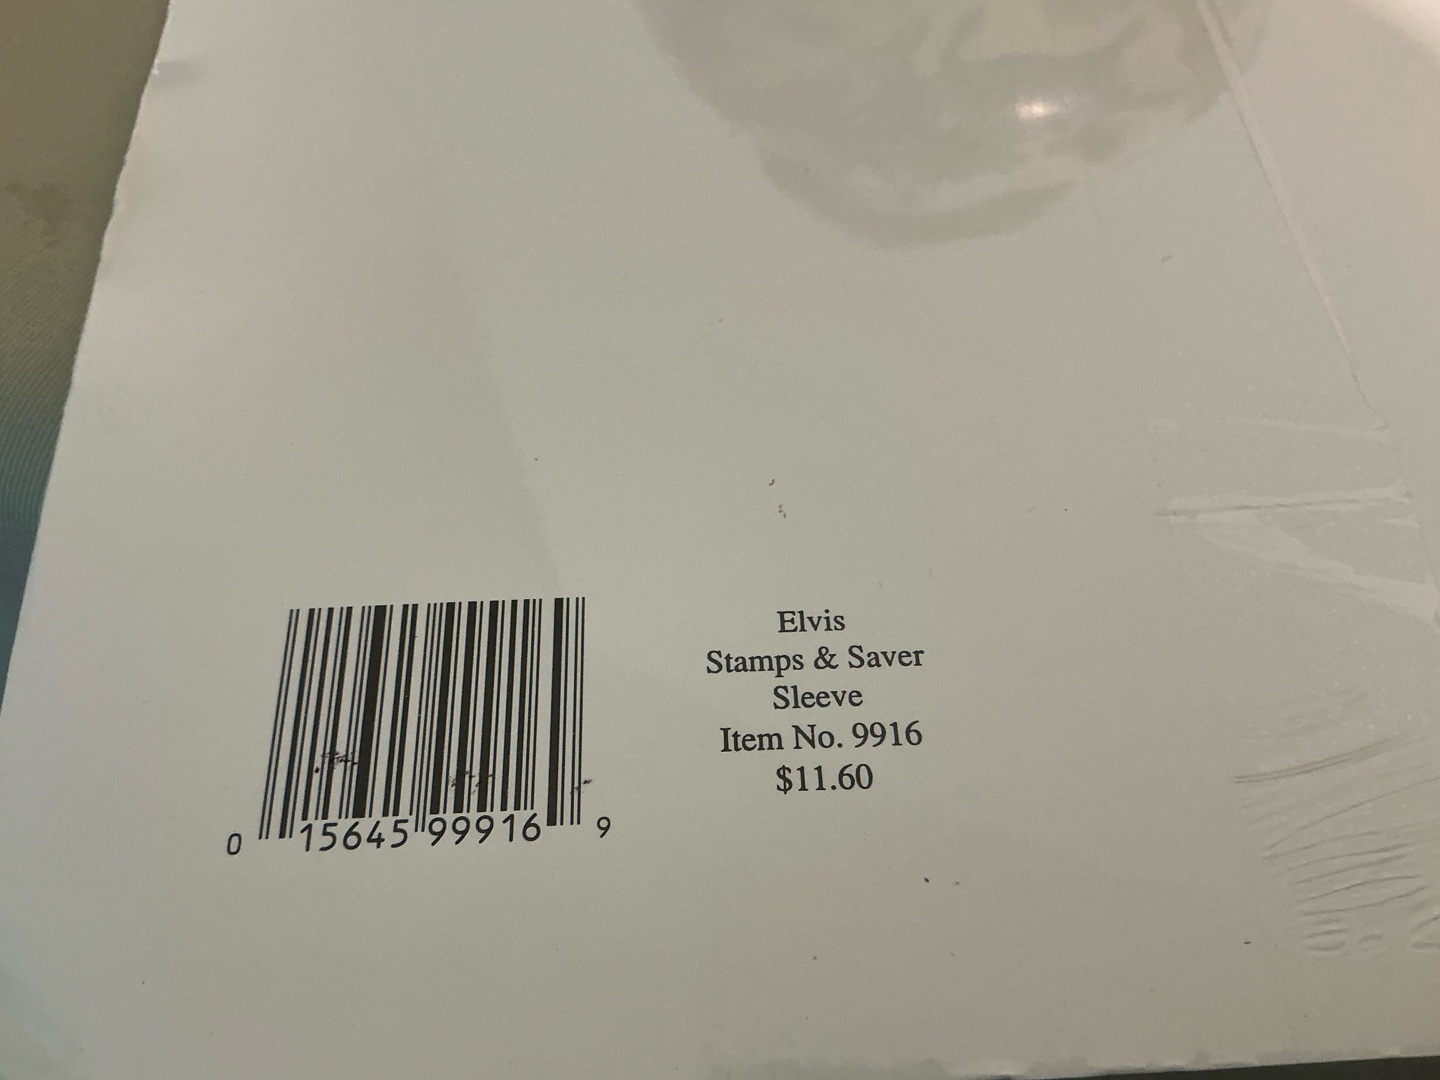 Elvis
Stamps & Saver
Sleeve
Item No. 9916
$11.60
0 15645 99916 9